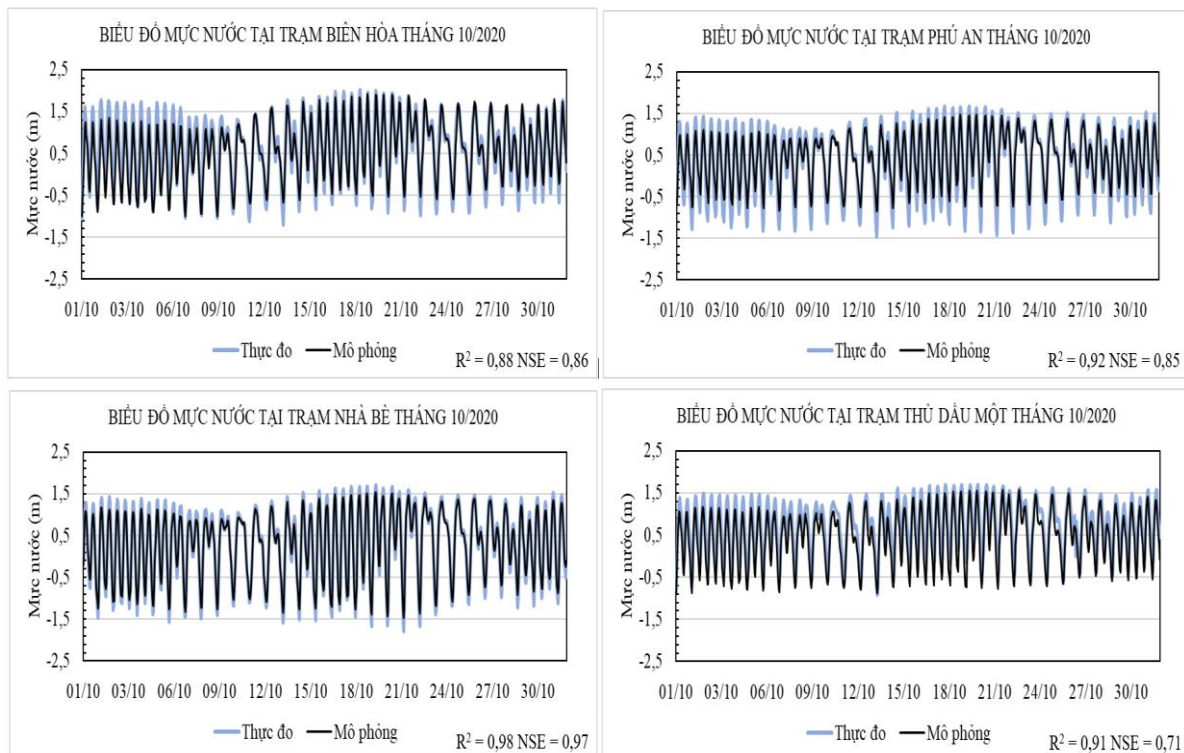 BIỂU ĐỒ MỰC NƯỚC TẠI TRẠM BIÊN HÒA THÁNG 10/2020
Mực nước (m)
2,5
1,5
0,5
-0,5
-1,5
-2,5
01/10 03/10 06/10 09/10 12/10 15/10 18/10 21/10 24/10 27/10 30/10
Thực đo Mô phỏng
R² = 0,88 NSE = 0,86
BIỂU ĐỒ MỰC NƯỚC TẠI TRẠM PHÚ AN THÁNG 10/2020
Mực nước (m)
2,5
1,5
0,5
-0,5
-1,5
-2,5
01/10 03/10 06/10 09/10 12/10 15/10 18/10 21/10 24/10 27/10 30/10
Thực đo Mô phỏng
R² = 0,92 NSE = 0,85
BIỂU ĐỒ MỰC NƯỚC TẠI TRẠM NHÀ BÈ THÁNG 10/2020
Mực nước (m)
2,5
1,5
0,5
-0,5
-1,5
-2,5
01/10 03/10 06/10 09/10 12/10 15/10 18/10 21/10 24/10 27/10 30/10
Thực đo Mô phỏng
R² = 0,98 NSE = 0,97
BIỂU ĐỒ MỰC NƯỚC TẠI TRẠM THỦ DẦU MỘT THÁNG 10/2020
Mực nước (m)
2,5
1,5
0,5
-0,5
-1,5
-2,5
01/10 03/10 06/10 09/10 12/10 15/10 18/10 21/10 24/10 27/10 30/10
Thực đo Mô phỏng
R² = 0,91 NSE = 0,71